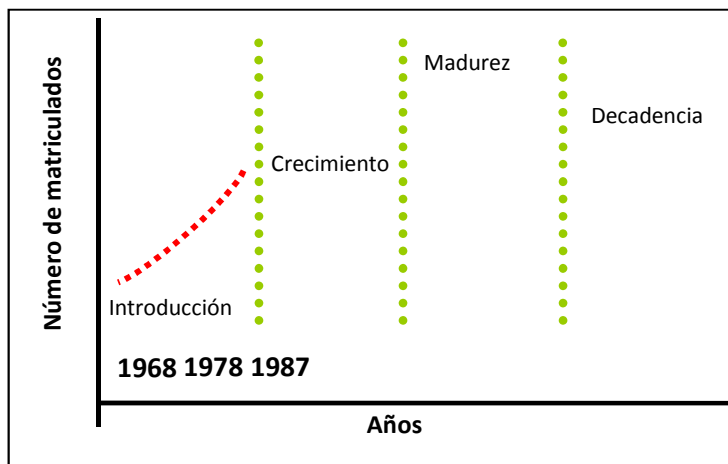 Número de matriculados
Madurez
Decadencia
Crecimiento
Introducción
1968 1978 1987
Años